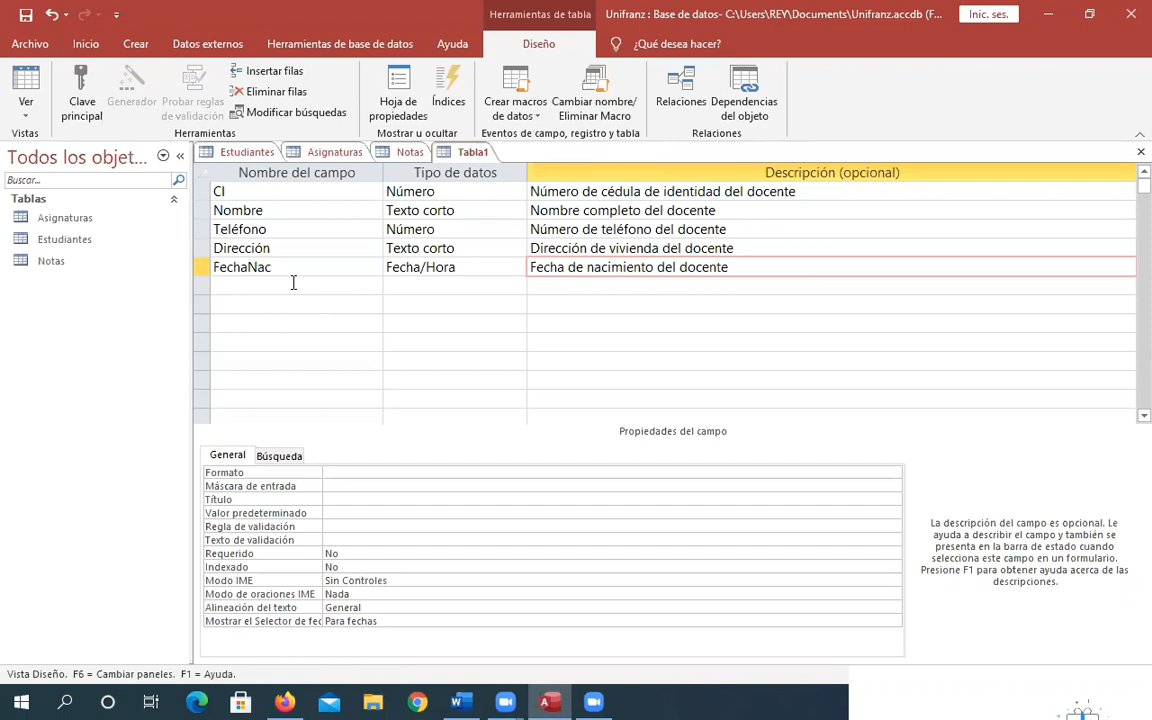 Herramientas de tabla
Unifranz : Base de datos- C:\Users\REY\Documents\Unifranz.accdb (F...
Inic. ses.
Archivo
Inicio
Crear
Datos externos
Herramientas de base de datos
Ayuda
Diseño
¿Qué desea hacer?
Ver
Clave principal
Generador
Probar reglas de validación
Insertar filas
Eliminar filas
Modificar búsquedas
Hoja de propiedades
Índices
Crear macros de datos
Cambiar nombre/ Eliminar Macro
Relaciones
Dependencias del objeto
Vistas
Herramientas
Mostrar u ocultar
Eventos de campo, registro y tabla
Relaciones
Todos los objet...
Buscar...
Tablas
Asignaturas
Estudiantes
Notas
Estudiantes
Asignaturas
Notas
Tabla1
Nombre del campo
Tipo de datos
Descripción (opcional)
CI
Número
Número de cédula de identidad del docente
Nombre
Texto corto
Nombre completo del docente
Teléfono
Número
Número de teléfono del docente
Dirección
Texto corto
Dirección de vivienda del docente
FechaNac
Fecha/Hora
Fecha de nacimiento del docente
Propiedades del campo
General
Búsqueda
Formato
Máscara de entrada
Título
Valor predeterminado
Regla de validación
Texto de validación
Requerido
No
Indexado
No
Modo IME
Sin Controles
Modo de oraciones IME
Nada
Alineación del texto
General
Mostrar el Selector de fec
Para fechas
La descripción del campo es opcional. Le
ayuda a describir el campo y también se
presenta en la barra de estado cuando
selecciona este campo en un formulario.
Presione F1 para obtener ayuda acerca de las
descripciones.
Vista Diseño. F6 = Cambiar paneles. F1 = Ayuda.